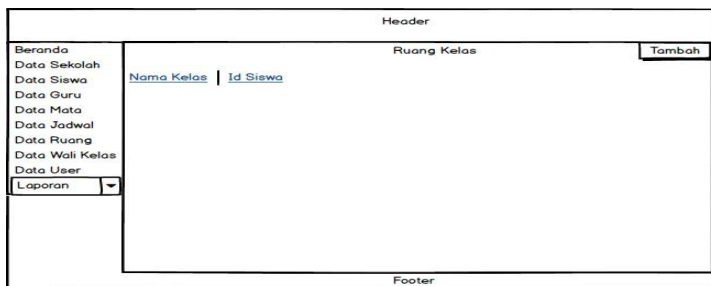 Header
Beranda
Data Sekolah
Data Siswa
Data Guru
Data Mata
Data Jadwal
Data Ruang
Data Wali Kelas
Data User
Laporan
Ruang Kelas
Tambah
Nama Kelas Id Siswa
Footer